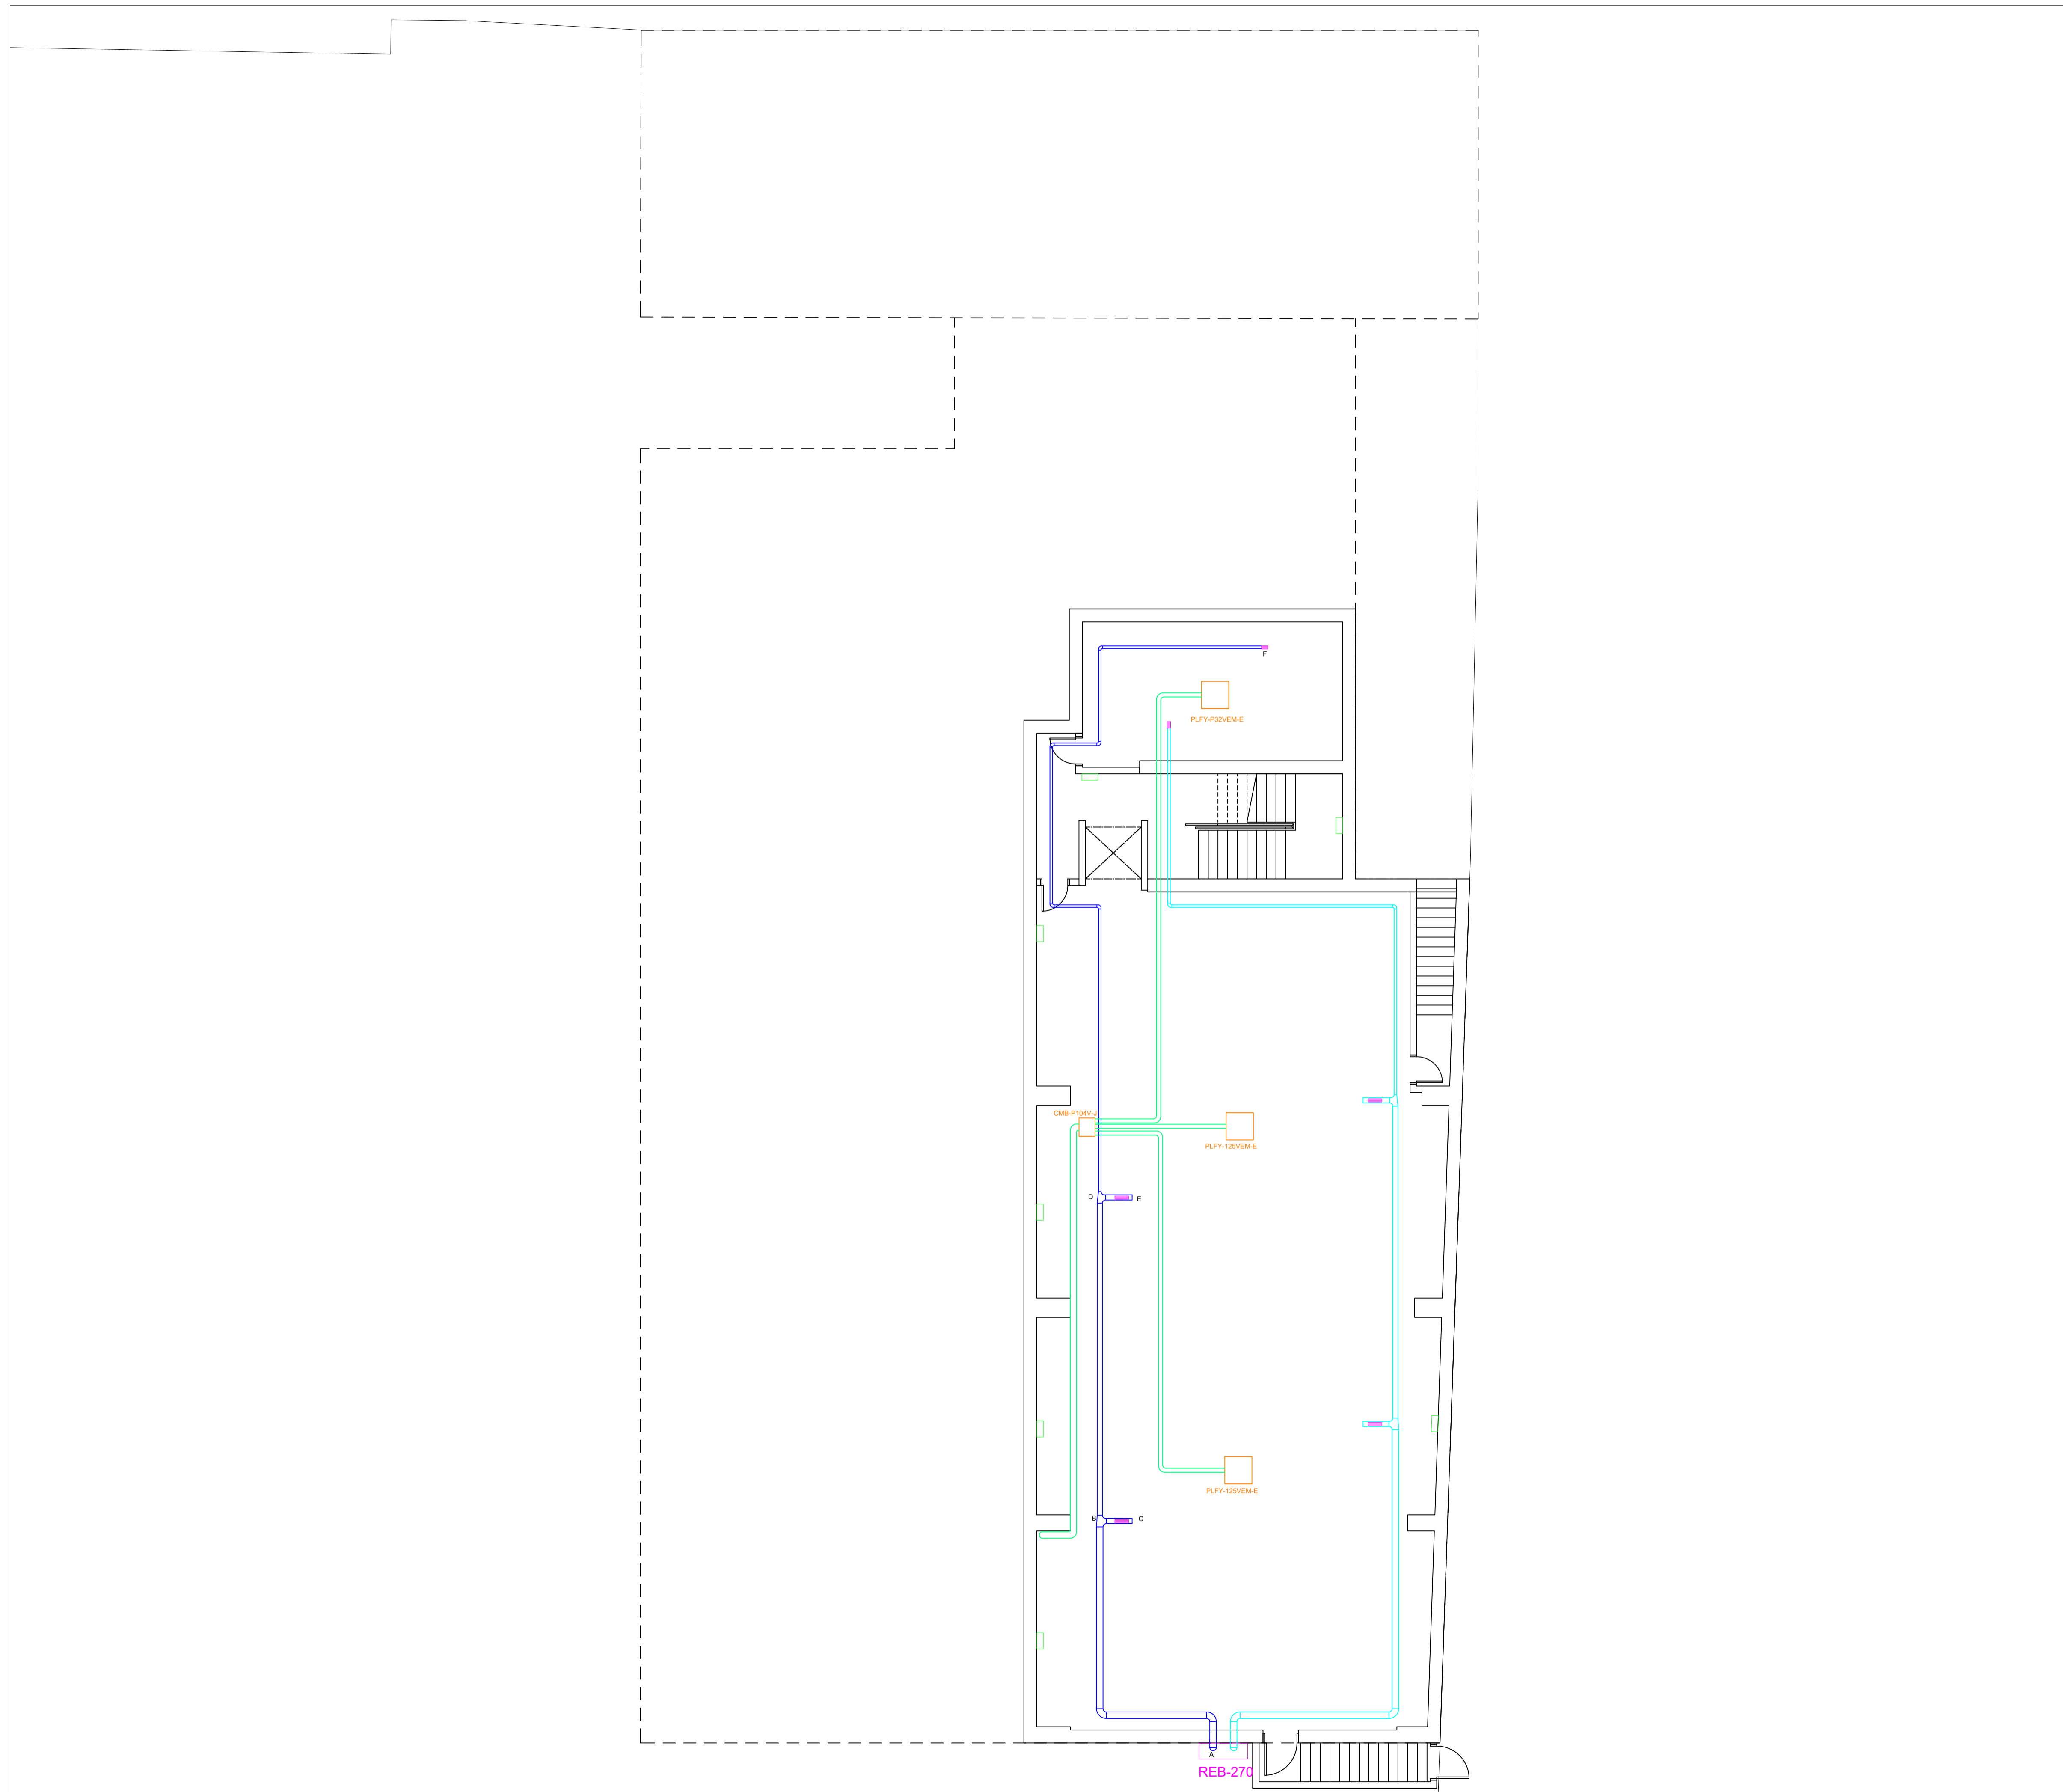 F
PLFY-P32VEM-E
CMB-P104V-J
PLFY-125VEM-E
D
E
PLFY-125VEM-E
B
C
A
REB-270